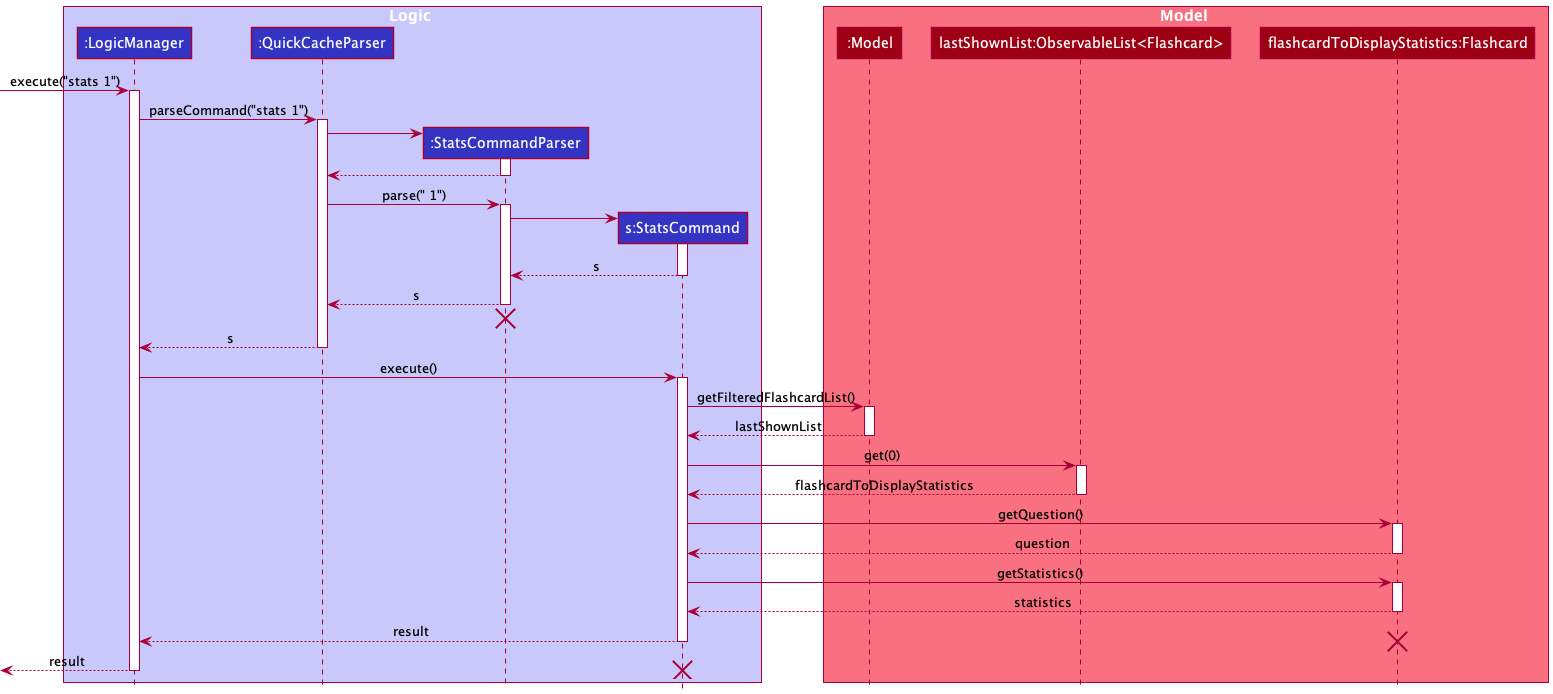 Logic
Model
:LogicManager
:QuickCacheParser
:Model
lastShownList:ObservableList<Flashcard>
flashcardToDisplayStatistics:Flashcard
execute("stats 1")
parseCommand("stats 1")
:StatsCommandParser
parse(" 1")
s:StatsCommand
s
s
s
execute()
getFilteredFlashcardList()
lastShownList
get(0)
flashcardToDisplayStatistics
getQuestion()
question
getStatistics()
statistics
result
result